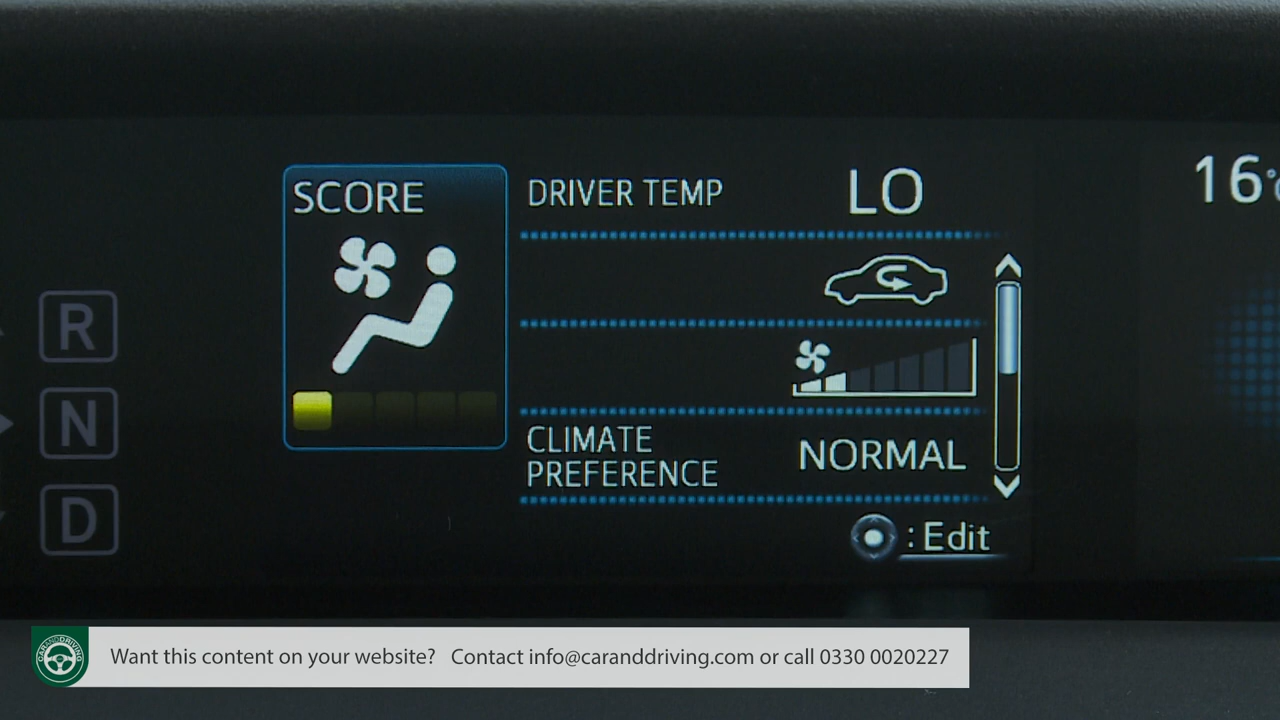 SCORE
DRIVER TEMP LO
16°C
R
N
D
CLIMATE
PREFERENCE
NORMAL
: Edit
CARANDDRIVING
Want this content on your website? Contact info@caranddriving.com or call 0330 0020227